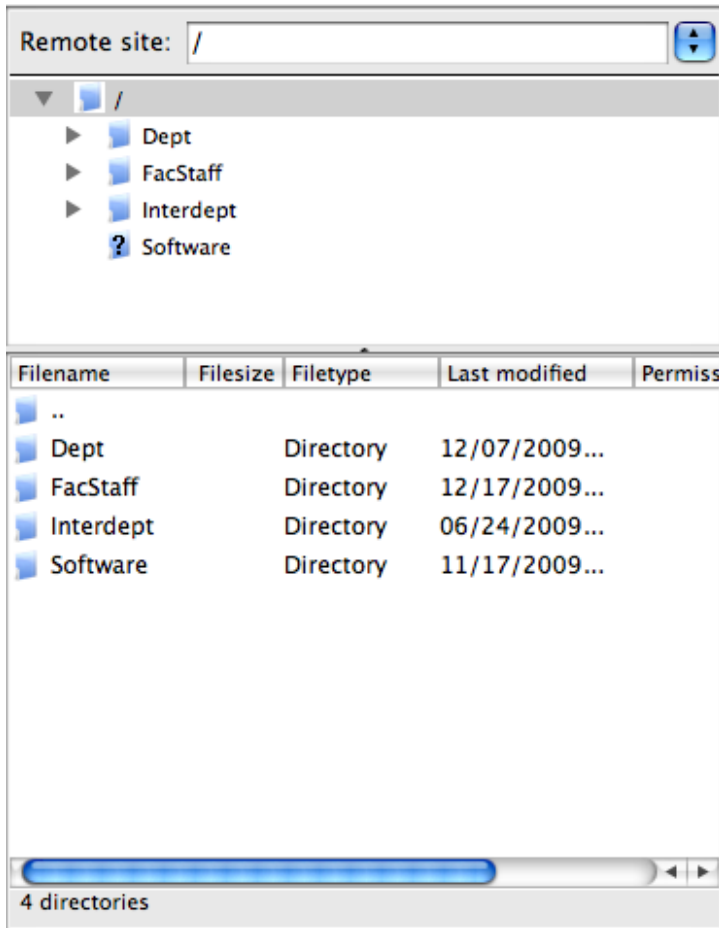 Remote site: /
/
Dept
FacStaff
Interdept
? Software
Filename Filesize Filetype Last modified Permiss
..
Dept Directory 12/07/2009...
FacStaff Directory 12/17/2009...
Interdept Directory 06/24/2009...
Software Directory 11/17/2009...
4 directories